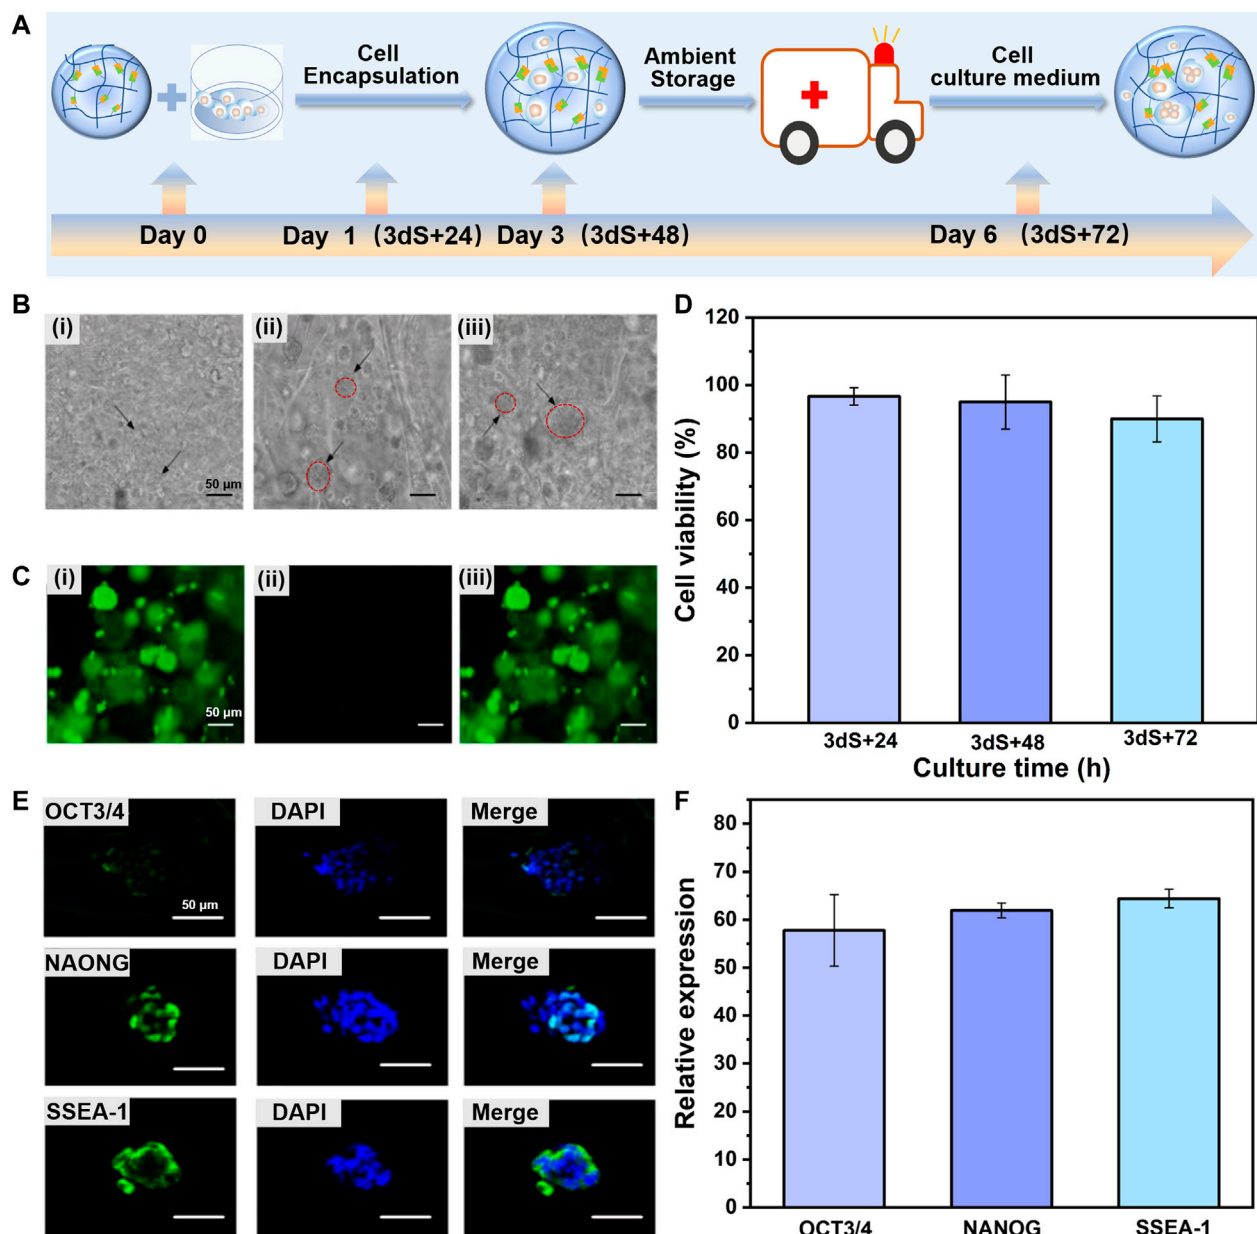 A
Cell
Encapsulation
Ambient
Storage
Cell
culture medium
Day 0
Day 1 (3dS+24)
Day 3 (3dS+48)
Day 6 (3dS+72)
B
(i)
(ii)
(iii)
50 μm
C
(i)
(ii)
(iii)
50 μm
D
120
100
80
60
40
20
0
Cell viability (%)
3dS+24
3dS+48
3dS+72
Culture time (h)
E
OCT3/4
DAPI
Merge
50 μm
NAONG
DAPI
Merge
SSEA-1
DAPI
Merge
F
80
70
60
50
40
30
20
10
0
Relative expression
OCT3/4
NANOG
SSEA-1